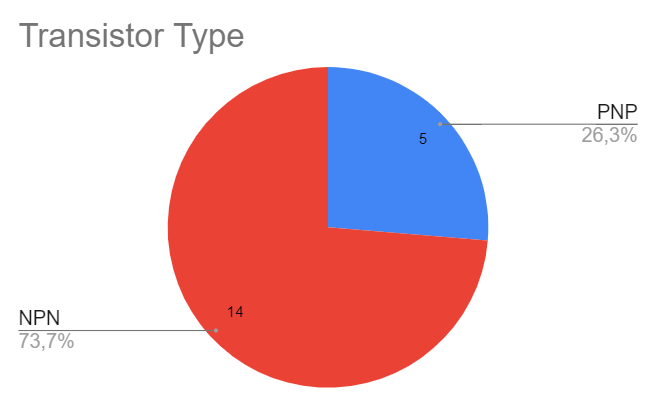 Transistor Type
PNP
26,3%
5
14
NPN
73,7%